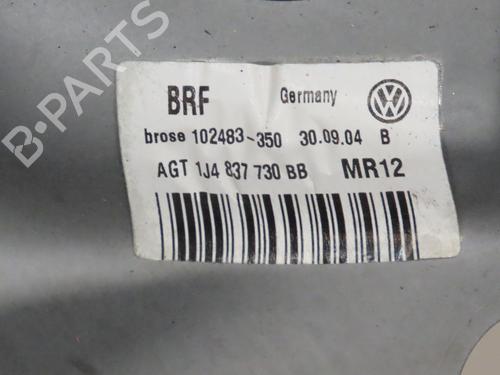 B-PARTS
BRF Germany
brose 102483-350 30.09.04 B
AGT 1J4 837 730 BB MR12